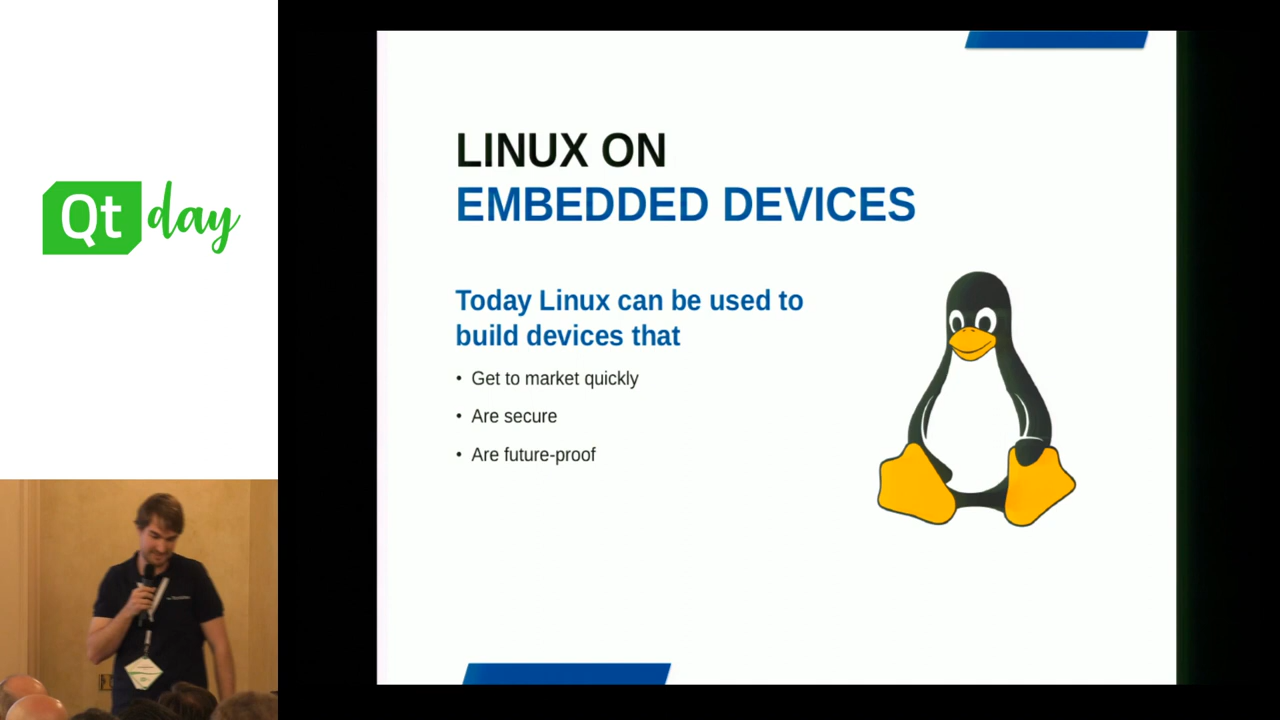 Qt day
LINUX ON
EMBEDDED DEVICES
Today Linux can be used to
build devices that
• Get to market quickly
• Are secure
• Are future-proof